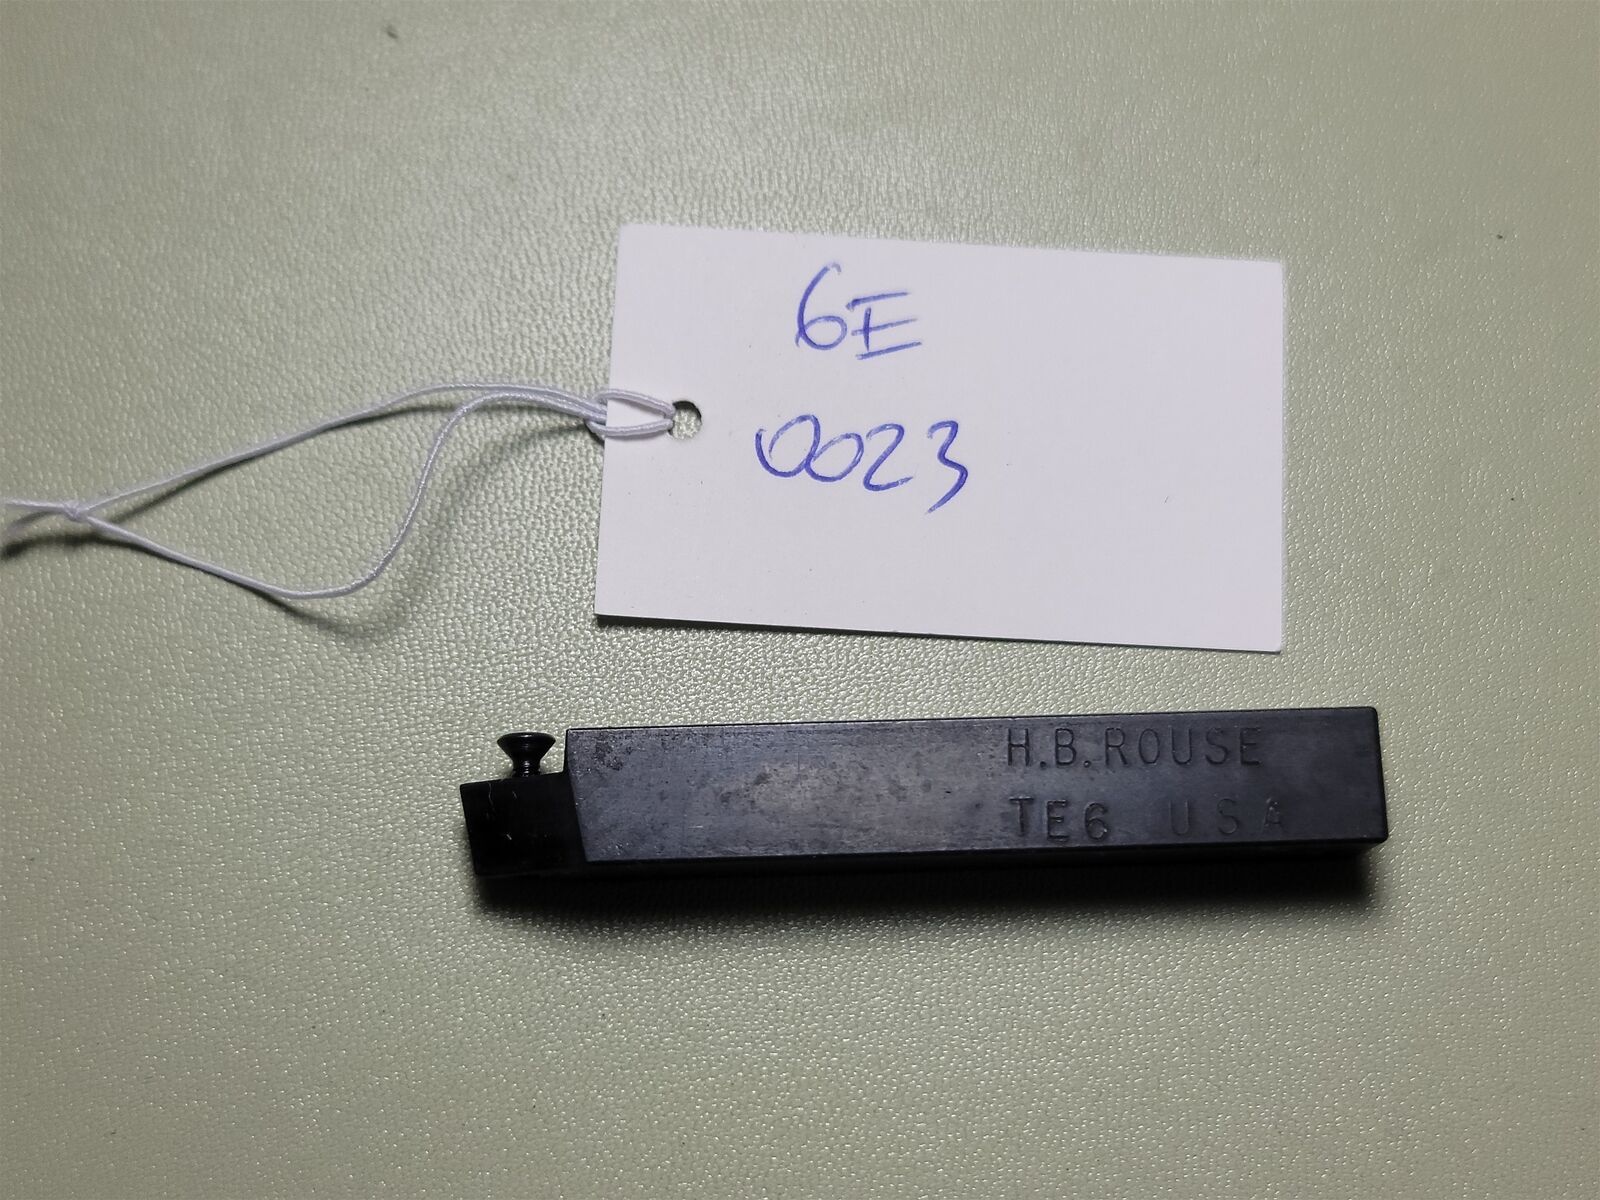 6E
0023
H.B.ROUSE
TE6 USA